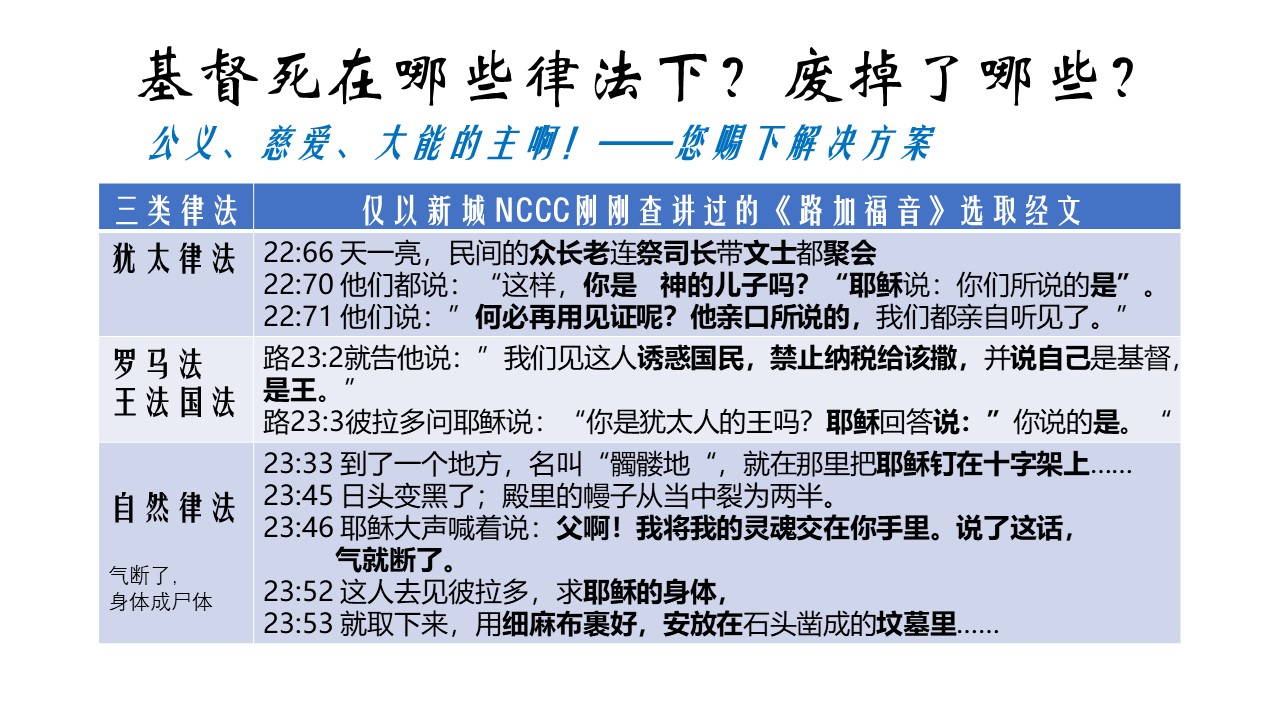 基督死在哪些律法下？废掉了哪些？
公义、慈爱、大能的主啊！——您赐下解决方案
三类律法
仅以新城NCCC刚刚查讲过的《路加福音》选取经文
犹太律法
22:66 天一亮，民间的众长老连祭司长带文士都聚会
22:70 他们都说：“这样，你是　神的儿子吗？“耶稣说：你们所说的是”。
22:71 他们说：”何必再用见证呢？他亲口所说的，我们都亲自听见了。”
罗马法
王法国法
路23:2就告他说：”我们见这人诱惑国民，禁止纳税给该撒，并说自己是基督，
是王。”
路23:3彼拉多问耶稣说：“你是犹太人的王吗？耶稣回答说：”你说的是。“
自然律法
气断了，
身体成尸体
23:33 到了一个地方，名叫“髑髅地“，就在那里把耶稣钉在十字架上……
23:45 日头变黑了；殿里的幔子从当中裂为两半。
23:46 耶稣大声喊着说：父啊！我将我的灵魂交在你手里。说了这话，
气就断了。
23:52 这人去见彼拉多，求耶稣的身体，
23:53 就取下来，用细麻布裹好，安放在石头凿成的坟墓里……